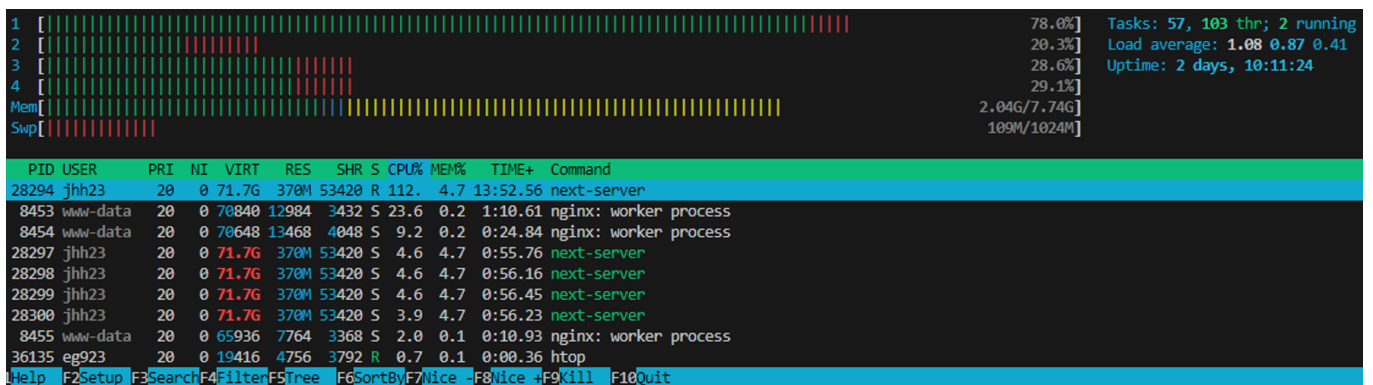 1 [ 78.0%] Tasks: 57, 103 thr; 2 running
2 [ 20.3%] Load average: 1.08 0.87 0.41
3 [ 28.6%] Uptime: 2 days, 10:11:24
4 [ 29.1%]
Mem[ 2.04G/7.74G]
Swp[ 109M/1024M]
PID USER PRI NI VIRT RES SHR S CPU% MEM% TIME+ Command
28294 jhh23 20 0 71.7G 370M 53420 R 112. 4.7 13:52.56 next-server
8453 www-data 20 0 70840 12984 3432 S 23.6 0.2 1:10.61 nginx: worker process
8454 www-data 20 0 70648 13468 4048 S 9.2 0.2 0:24.84 nginx: worker process
28297 jhh23 20 0 71.7G 370M 53420 S 4.6 4.7 0:55.76 next-server
28298 jhh23 20 0 71.7G 370M 53420 S 4.6 4.7 0:56.16 next-server
28299 jhh23 20 0 71.7G 370M 53420 S 4.6 4.7 0:56.45 next-server
28300 jhh23 20 0 71.7G 370M 53420 S 3.9 4.7 0:56.23 next-server
8455 www-data 20 0 65936 7764 3368 S 2.0 0.1 0:10.93 nginx: worker process
36135 eg923 20 0 19416 4756 3792 R 0.7 0.1 0:00.36 htop
Help F2Setup F3SearchF4FilterF5Tree F6SortByF7Nice -F8Nice +F9Kill F10Quit